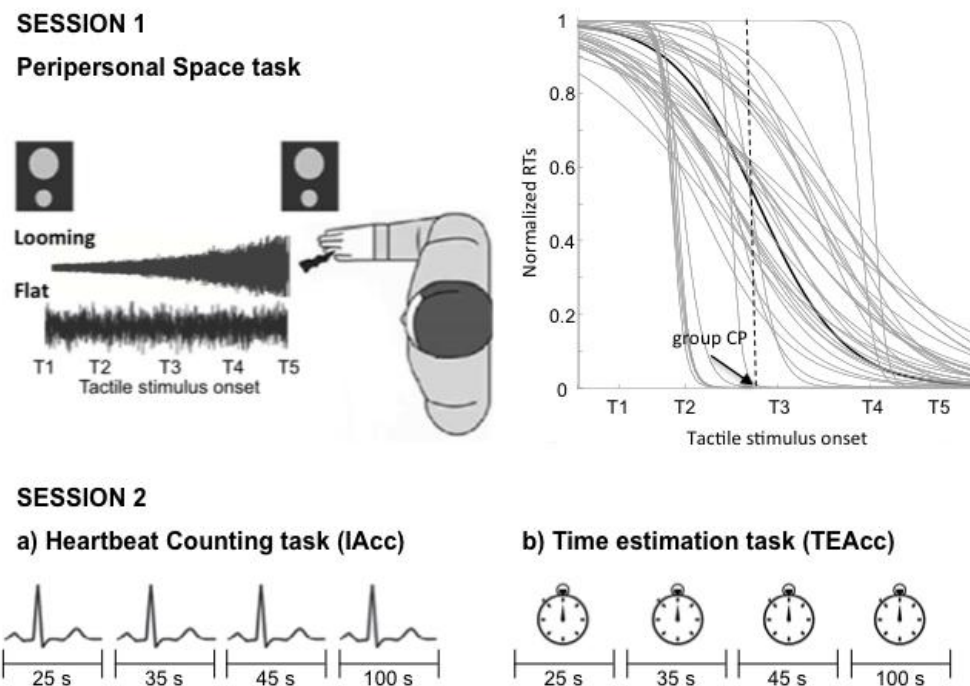 SESSION 1
Peripersonal Space task
Looming
Flat
T1 T2 T3 T4 T5
Tactile stimulus onset
1
0.8
0.6
0.4
0.2
0
Normalized RTs
group CP
T1 T2 T3 T4 T5
Tactile stimulus onset
SESSION 2
a) Heartbeat Counting task (IAcc)
25 s 35 s 45 s 100 s
b) Time estimation task (TEAcc)
25 s 35 s 45 s 100 s